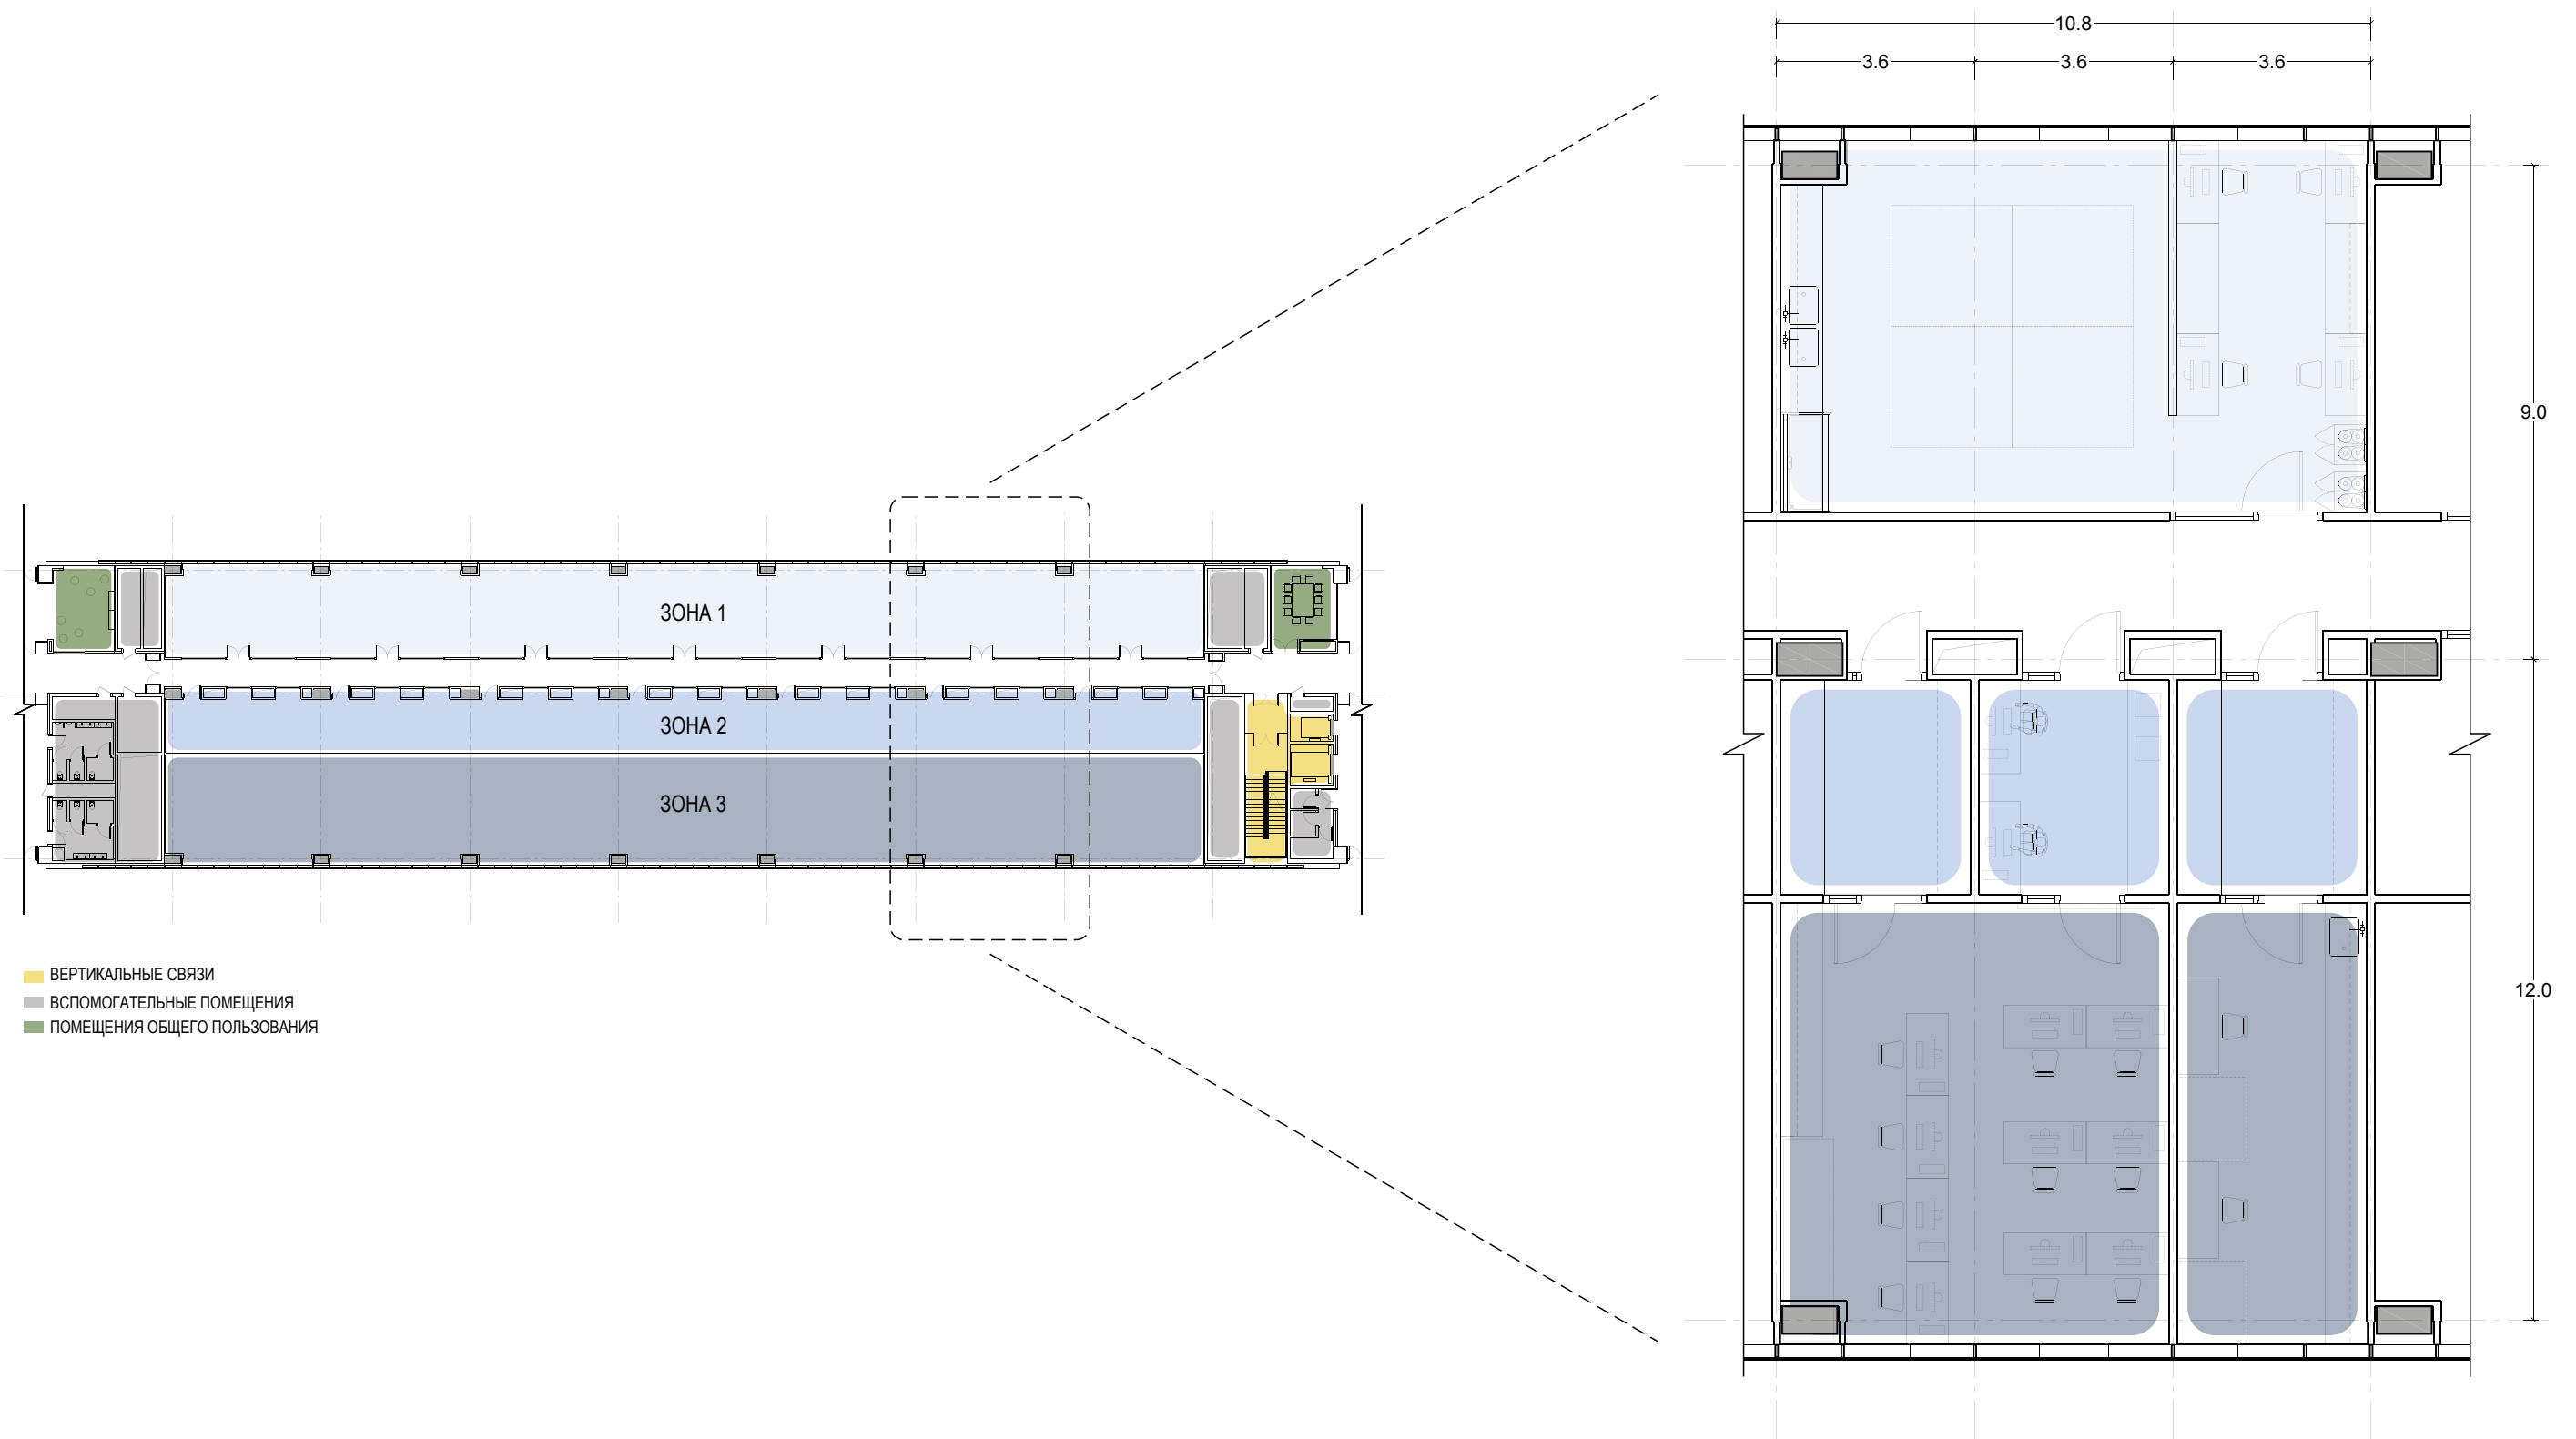 10.8
3.6 3.6 3.6
9.0
12.0
ЗОНА 1
ЗОНА 2
ЗОНА 3
ВЕРТИКАЛЬНЫЕ СВЯЗИ
ВСПОМОГАТЕЛЬНЫЕ ПОМЕЩЕНИЯ
ПОМЕЩЕНИЯ ОБЩЕГО ПОЛЬЗОВАНИЯ